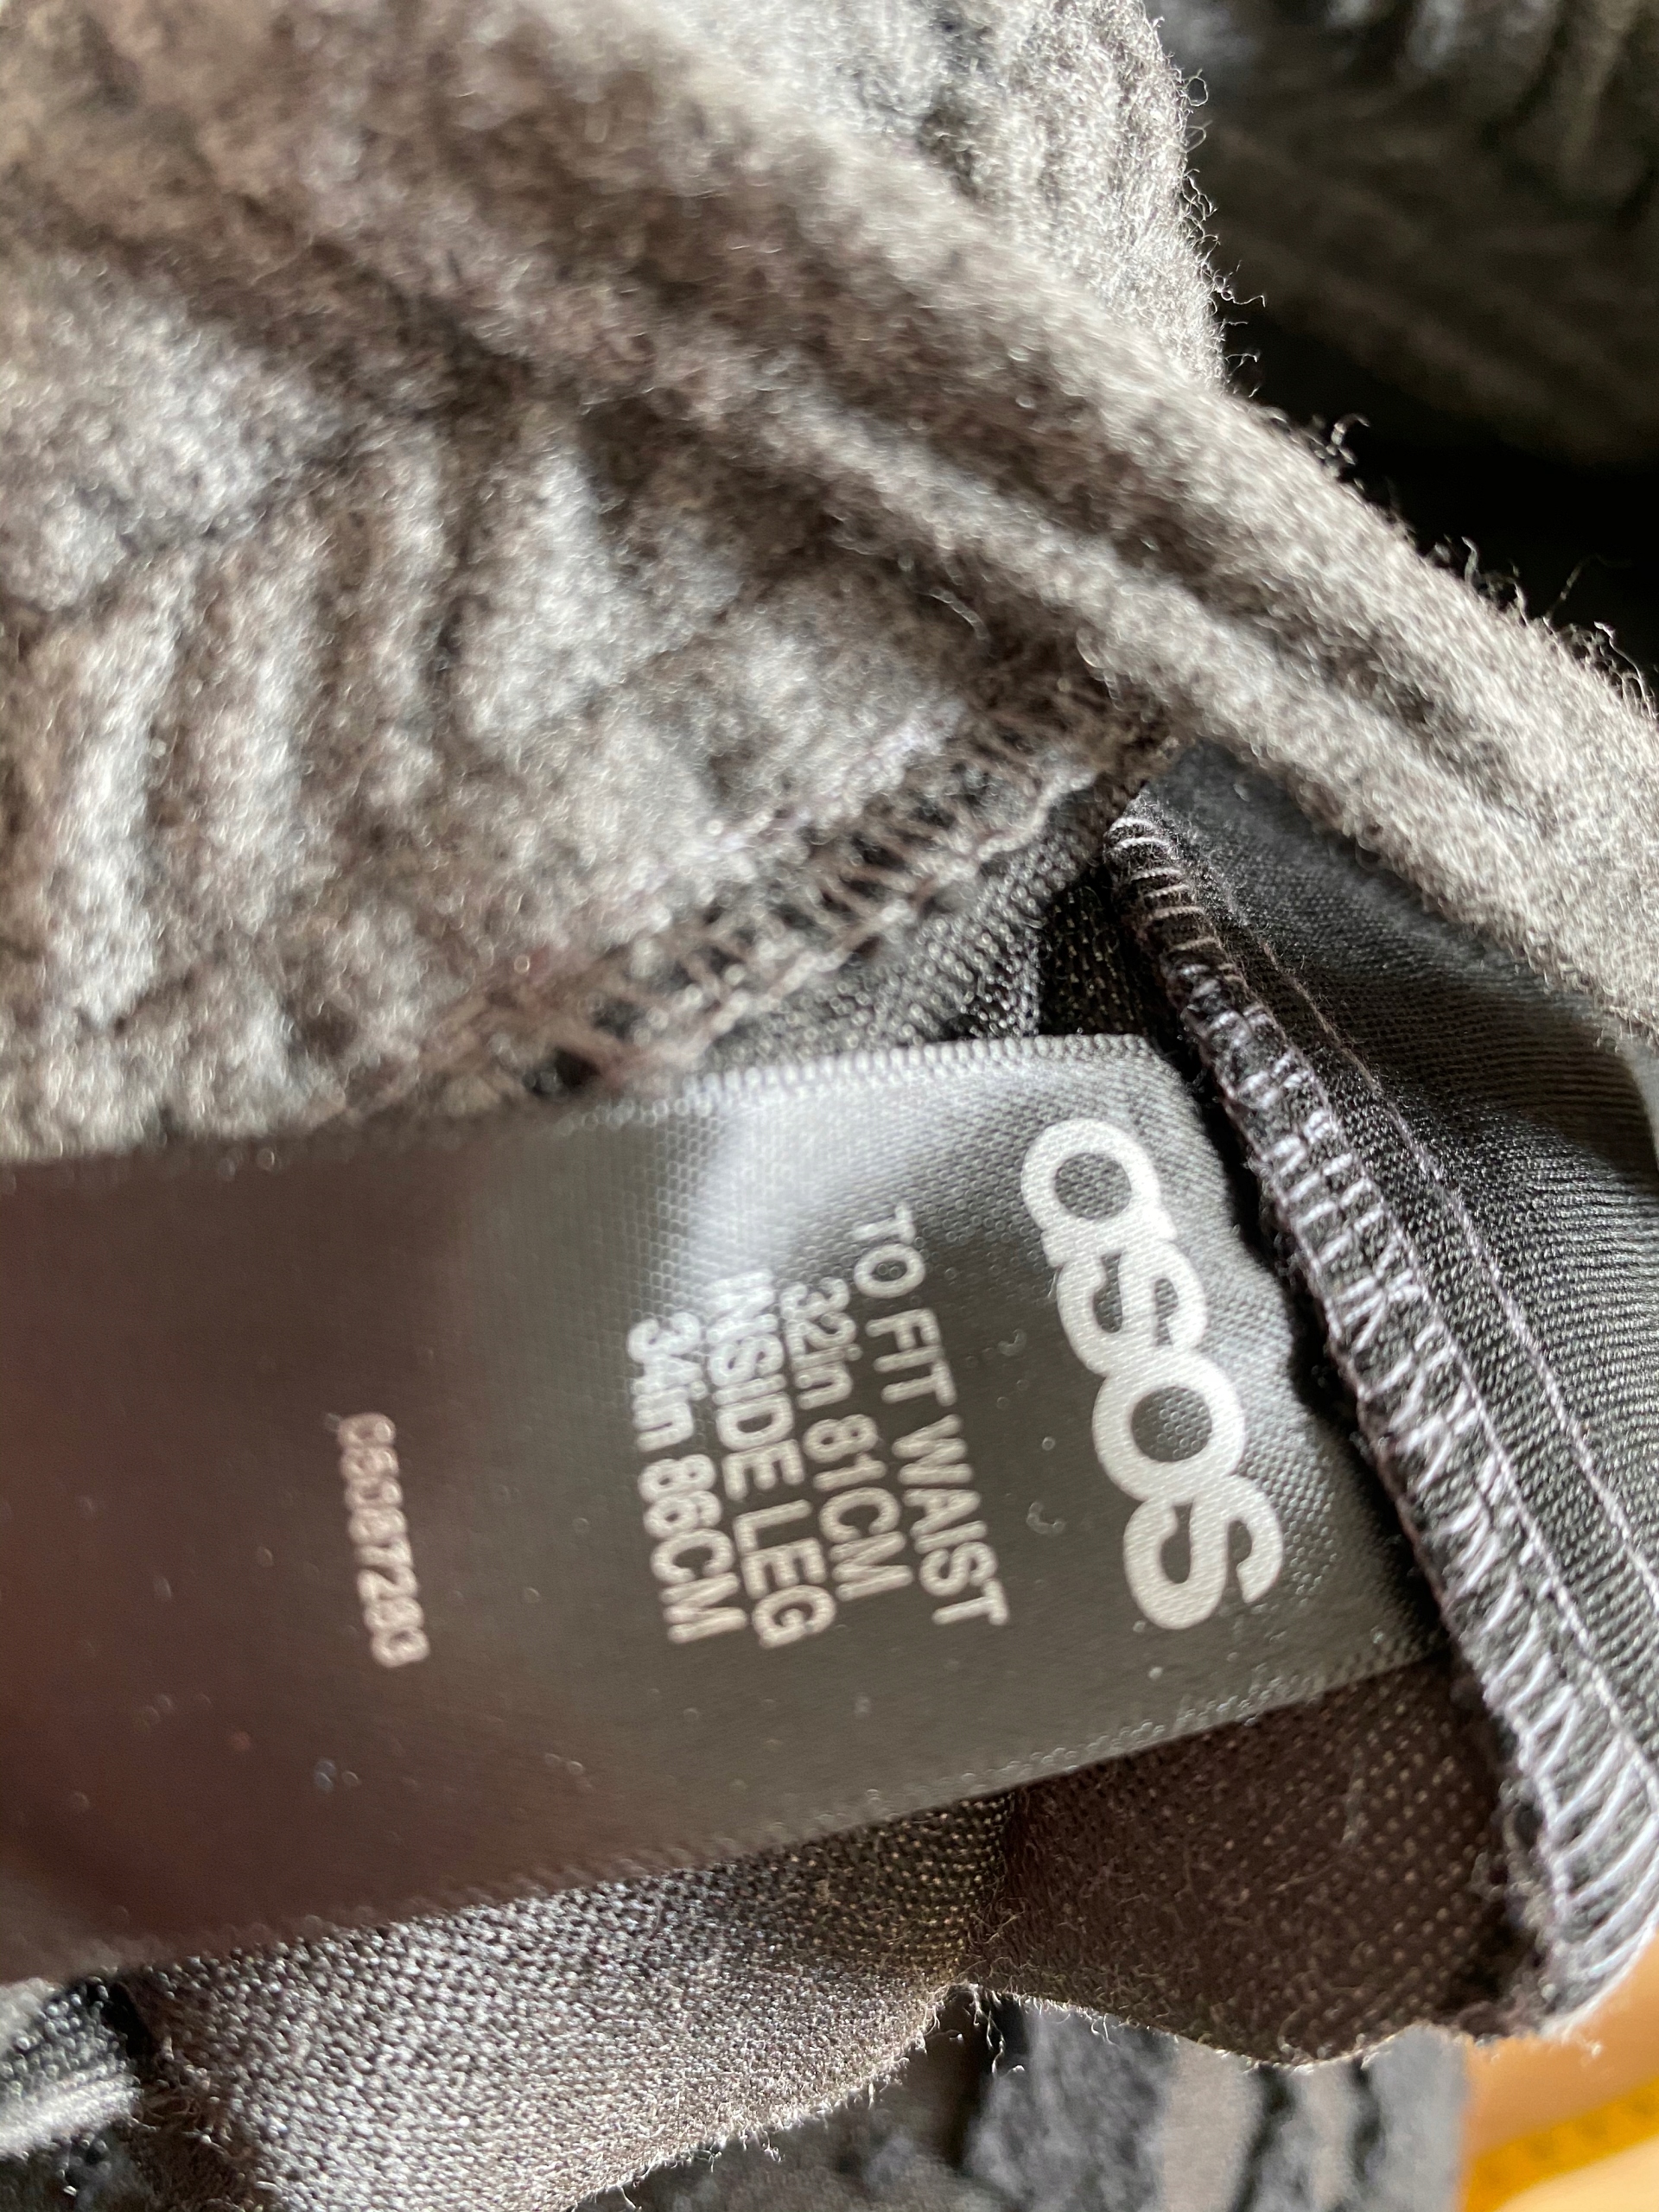 asos
TO FIT WAIST
32in 81CM
INSIDE LEG
34in 86CM